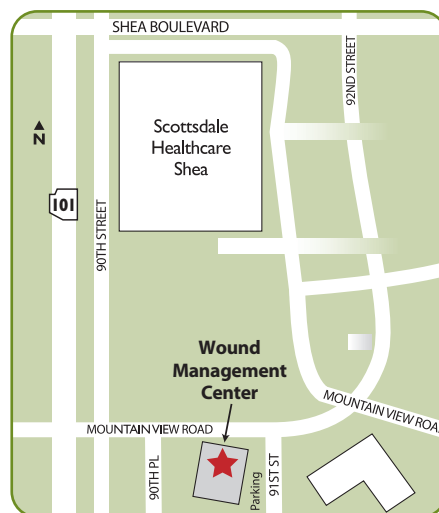 SHEA BOULEVARD
92ND STREET
Scottsdale
Healthcare
Shea
N
101
90TH STREET
Wound
Management
Center
MOUNTAIN VIEW ROAD
MOUNTAIN VIEW ROAD
90TH PL
Parking
91ST ST